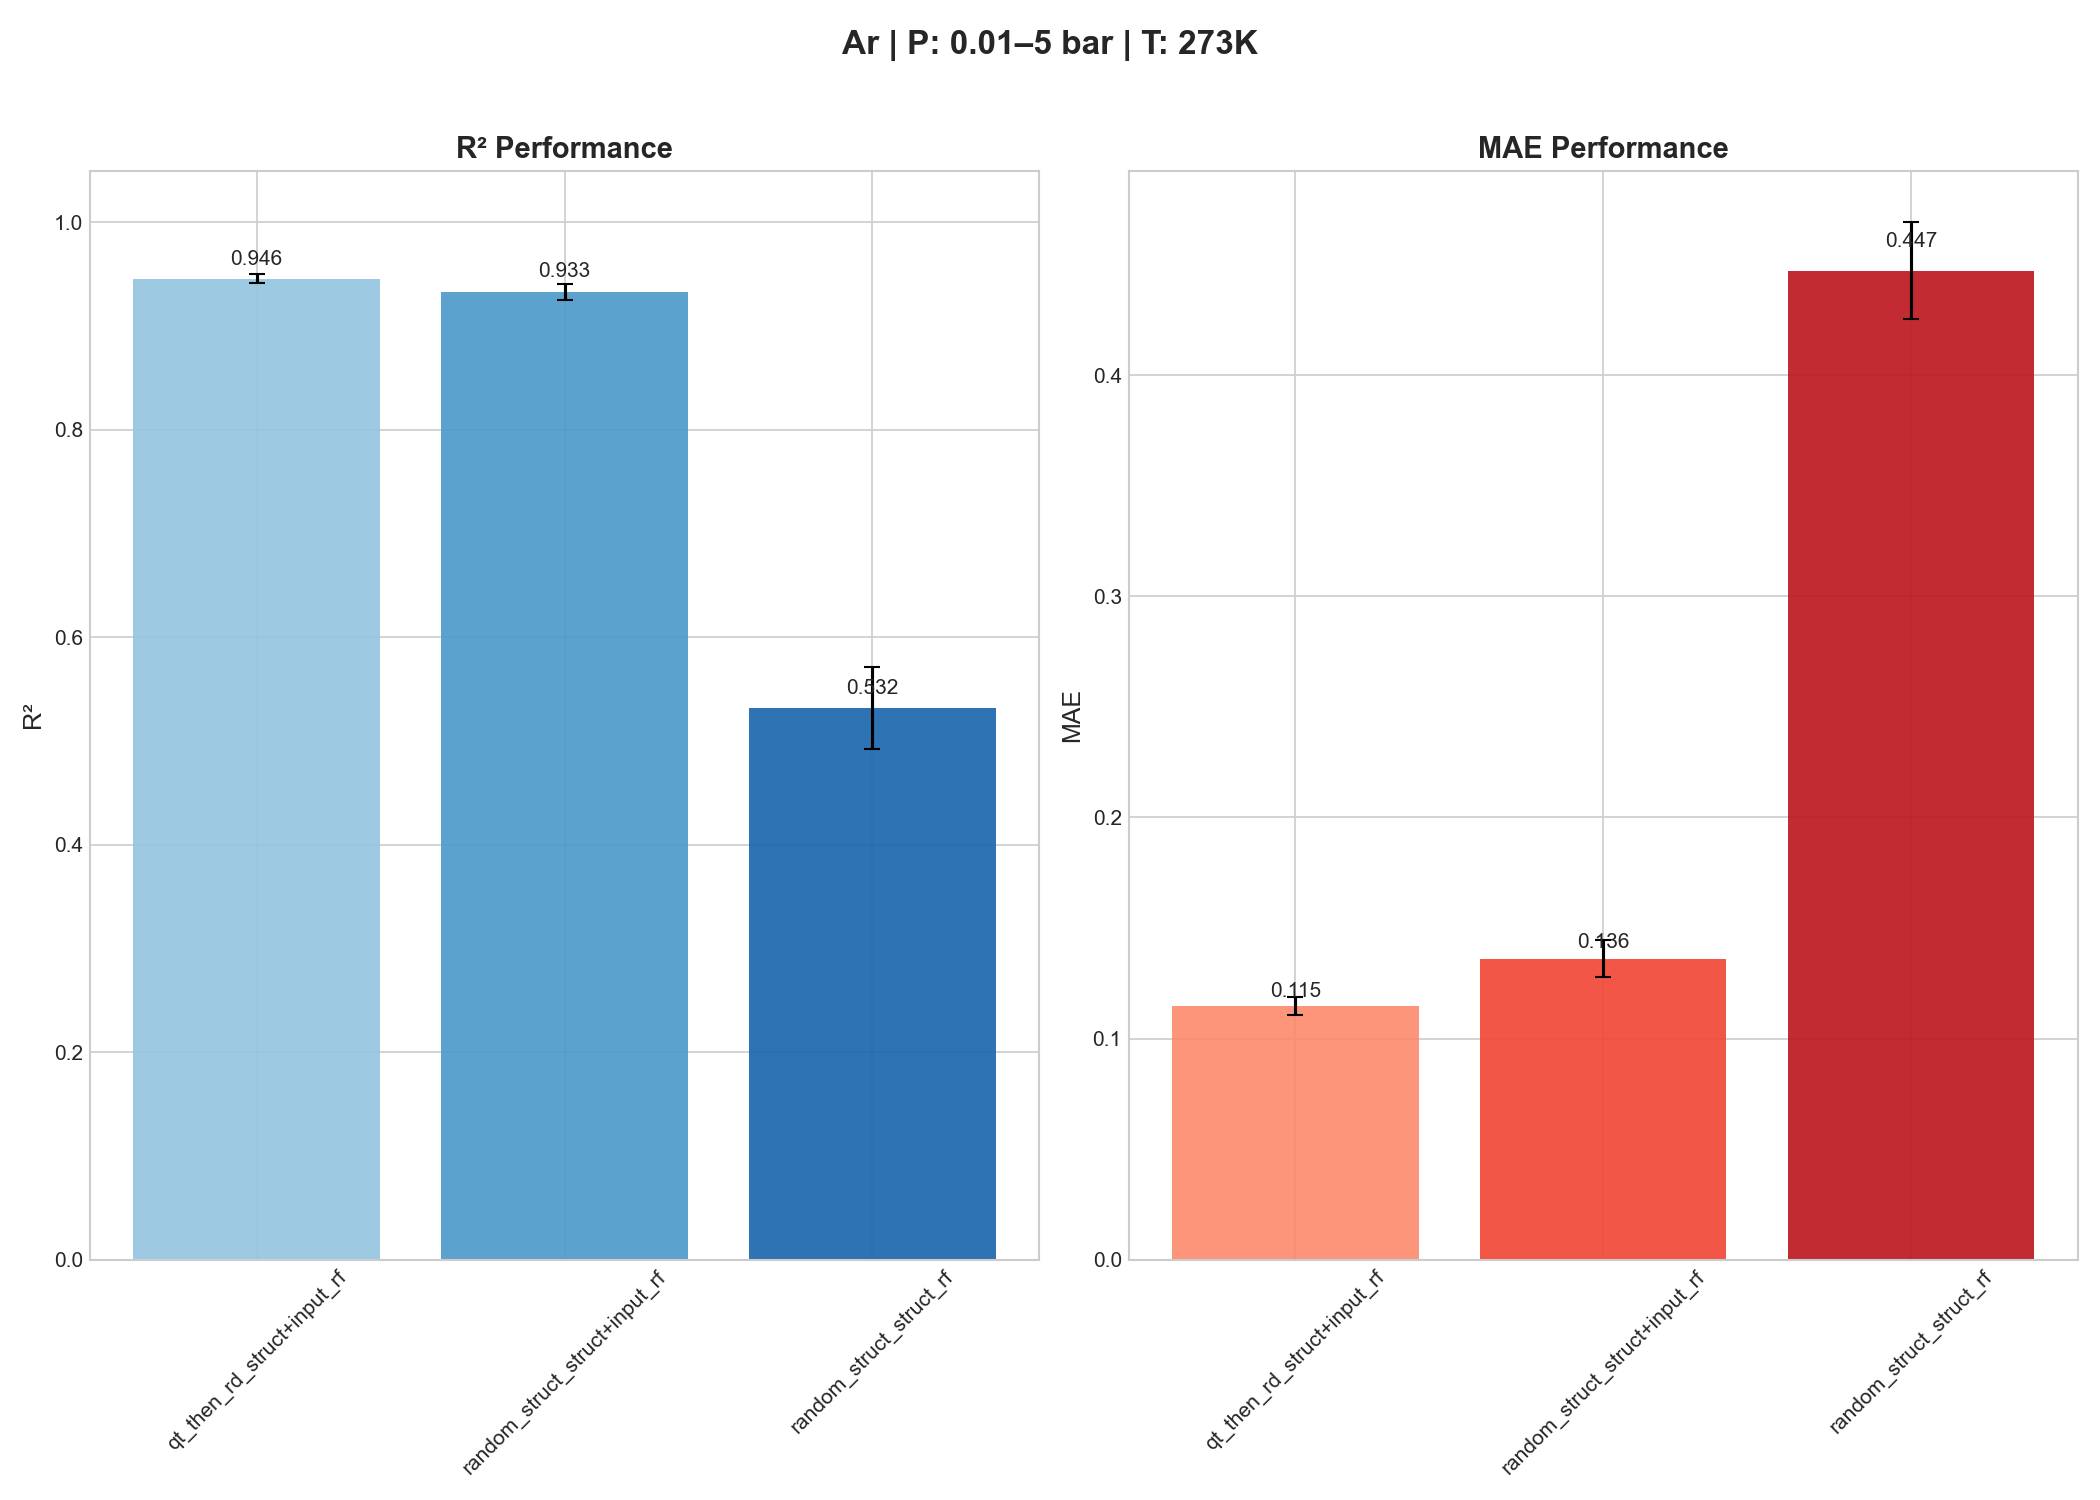 Ar | P: 0.01–5 bar | T: 273K
R² Performance
1.0
0.8
0.6
0.4
0.2
0.0
R²
0.946
0.933
0.532
qt_then_rd_struct+input_rf
random_struct_struct+input_rf
random_struct_struct_rf
MAE Performance
0.4
0.3
0.2
0.1
0.0
MAE
0.115
0.136
0.447
qt_then_rd_struct+input_rf
random_struct_struct+input_rf
random_struct_struct_rf